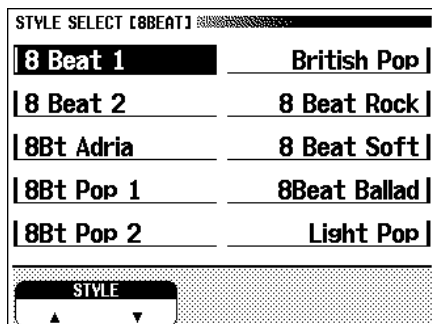 STYLE SELECT [8BEAT]
8 Beat 1
British Pop
8 Beat 2
8 Beat Rock
8Bt Adria
8 Beat Soft
8Bt Pop 1
8Beat Ballad
8Bt Pop 2
Light Pop
STYLE
▲ ▼